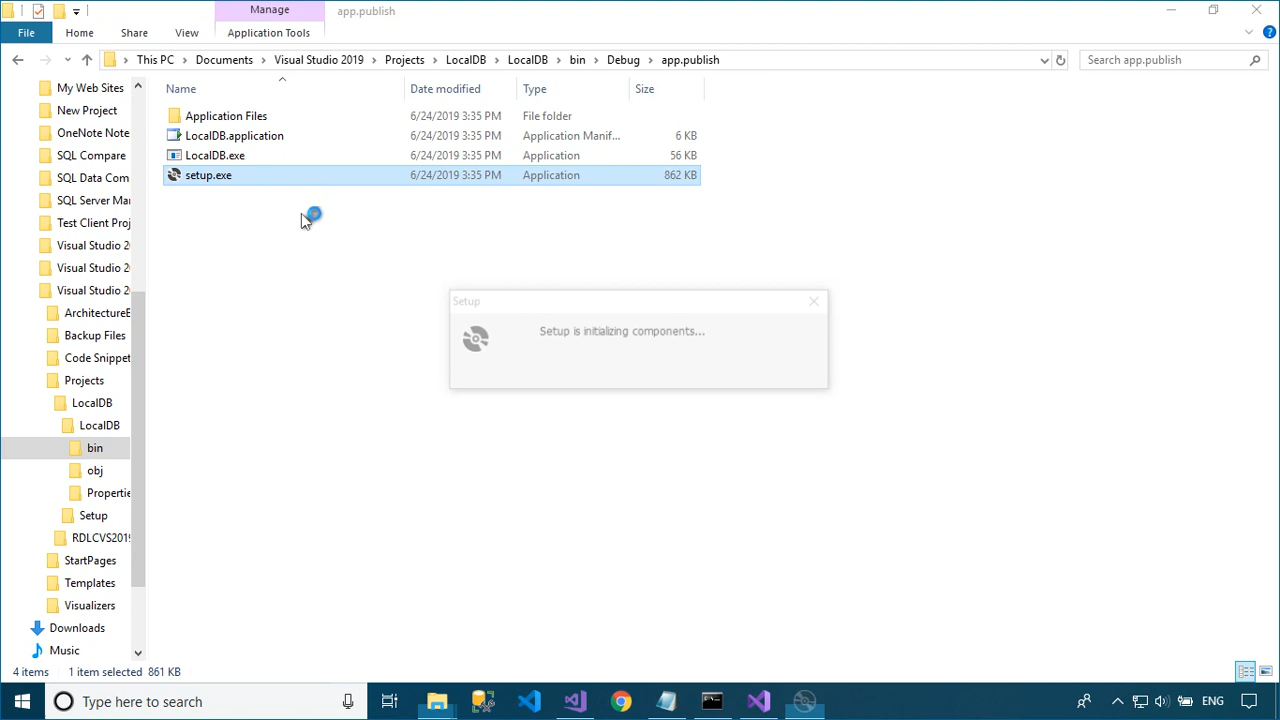 Manage
app.publish
File
Home
Share
View
Application Tools
This PC
Documents
Visual Studio 2019
Projects
LocalDB
LocalDB
bin
Debug
app.publish
Search app.publish
My Web Sites
New Project
OneNote Note
SQL Compare
SQL Data Com
SQL Server Mar
Test Client Proj
Visual Studio 20
Visual Studio 20
Visual Studio 20
ArchitectureE
Backup Files
Code Snippet
Projects
LocalDB
LocalDB
bin
obj
Propertie
Setup
RDLCVS2019
StartPages
Templates
Visualizers
Downloads
Music
Name Date modified Type Size
Application Files 6/24/2019 3:35 PM File folder
LocalDB.application 6/24/2019 3:35 PM Application Manif... 6 KB
LocalDB.exe 6/24/2019 3:35 PM Application 56 KB
setup.exe 6/24/2019 3:35 PM Application 862 KB
Setup
Setup is initializing components...
4 items 1 item selected 861 KB
Type here to search
ENG